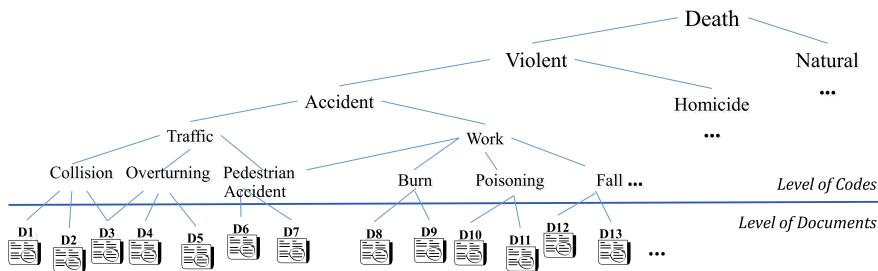 Death
Violent
Natural
...
Accident
Homicide
...
Traffic
Work
Collision
Overturning
Pedestrian
Accident
Burn
Poisoning
Fall ...
Level of Codes
Level of Documents
D1
D2
D3
D4
D5
D6
D7
D8
D9
D10
D11
D12
D13
...